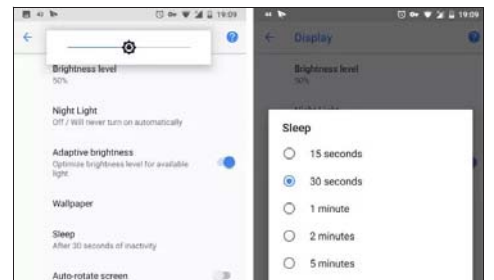 19:09
Brightness level
50%
Night Light
Off / Will never turn on automatically
Adaptive brightness
Optimize brightness level for available
light
Wallpaper
Sleep
After 30 seconds of inactivity
Auto-rotate screen
19:09
Display
Brightness level
50%
Sleep
15 seconds
30 seconds
1 minute
2 minutes
5 minutes